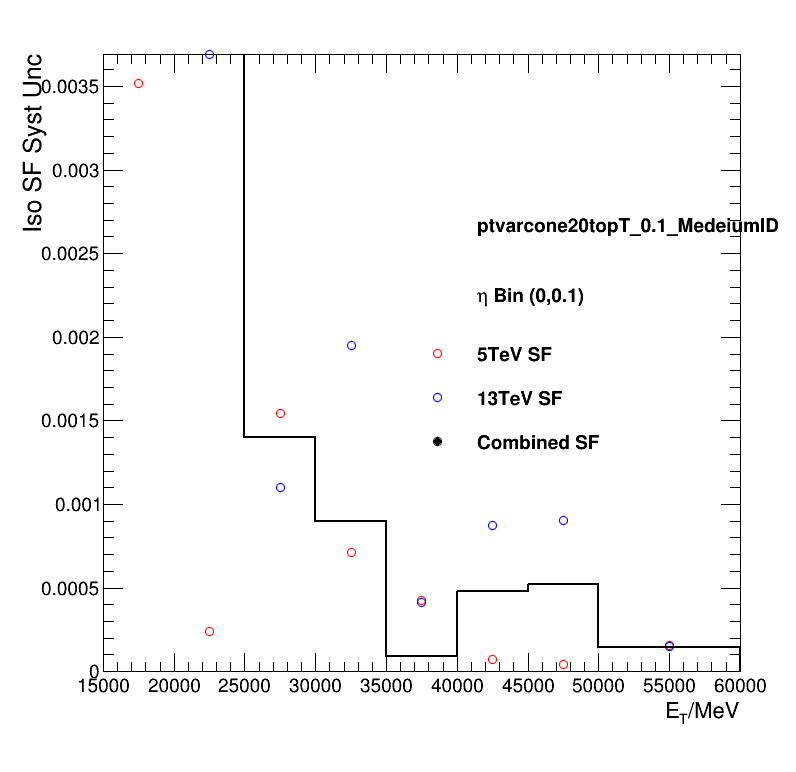 Iso SF Syst Unc
0.0035
0.003
0.0025
0.002
0.0015
0.001
0.0005
0
ptvarcone20topT_0.1_MedeiumID
η Bin (0,0.1)
5TeV SF
13TeV SF
Combined SF
15000 20000 25000 30000 35000 40000 45000 50000 55000 60000
E_T/MeV